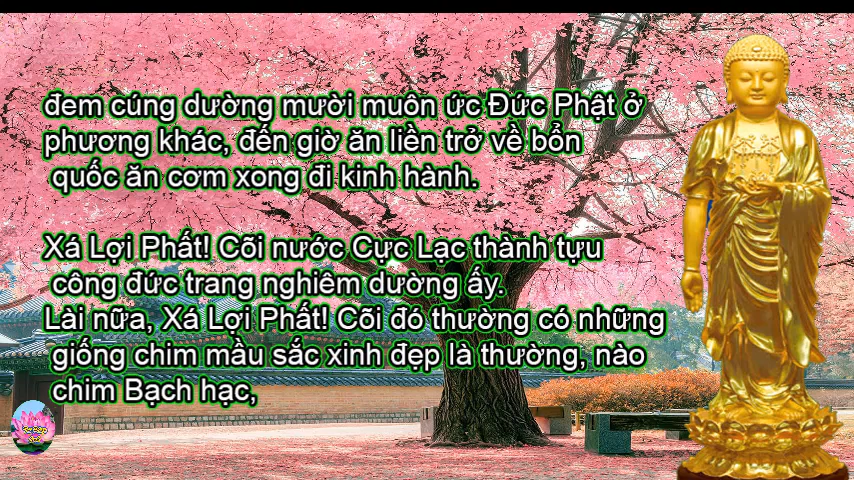 đem cúng dường mười muôn ức Đức Phật ở
phương khác, đến giờ ăn liền trở về bổn
quốc ăn cơm xong đi kinh hành.
Xá Lợi Phất! Cõi nước Cực Lạc thành tựu
công đức trang nghiêm dường ấy.
Lài nữa, Xá Lợi Phất! Cõi đó thường có những
giống chim mầu sắc xinh đẹp là thường, nào
chim Bạch hạc,